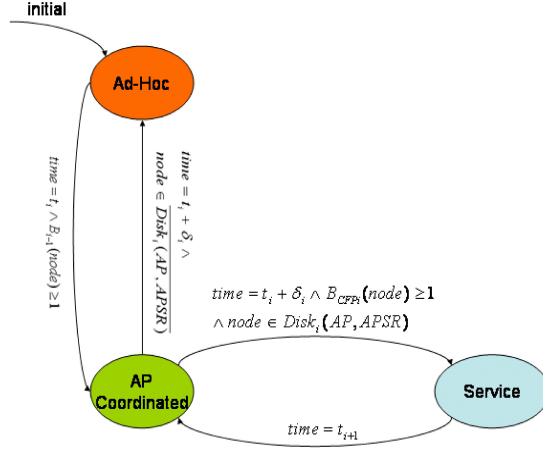 initial
Ad-Hoc
time = t_i ∧ B_{i-1}(node) ≥ 1
time = t_i + δ_i ∧
node ∈ \overline{Disk_i(AP, APSR)}
time = t_i + δ_i ∧ B_{CFPi}(node) ≥ 1
∧ node ∈ Disk_i(AP, APSR)
AP
Coordinated
Service
time = t_{i+1}